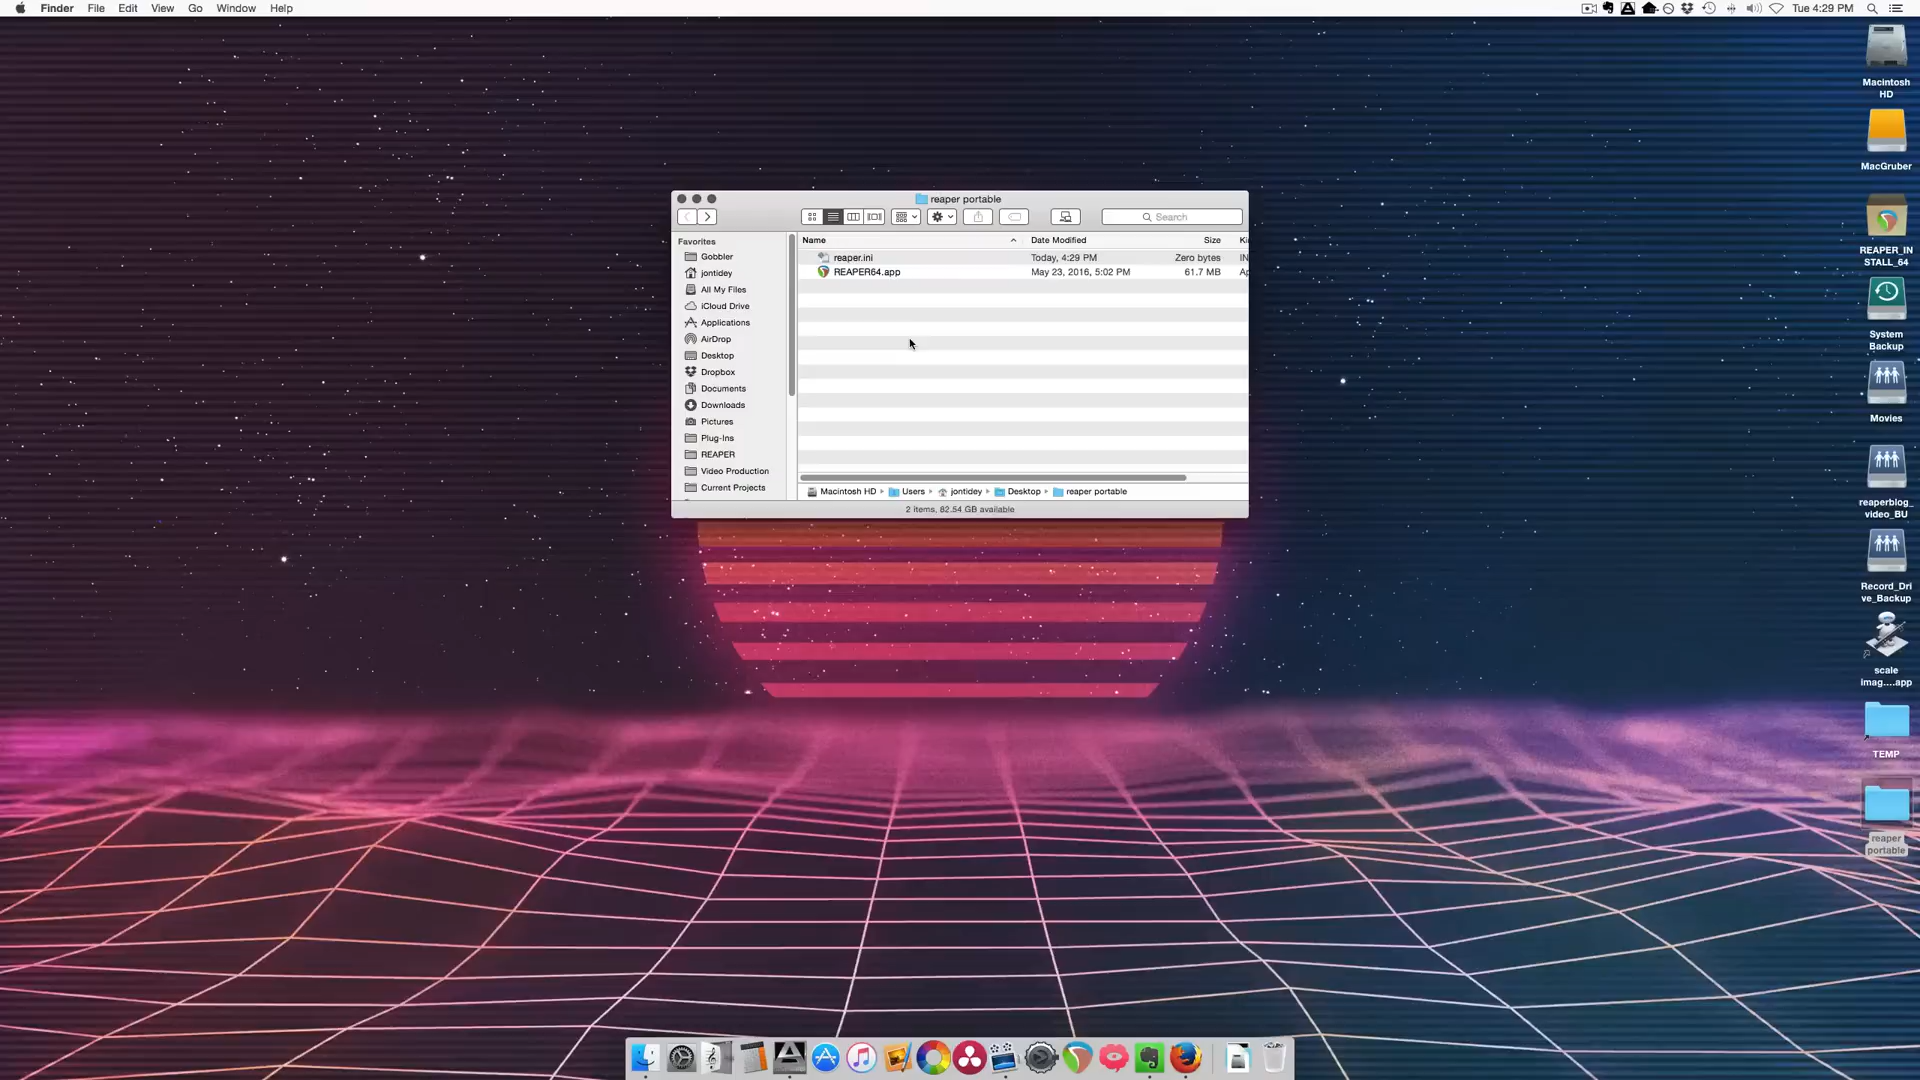 Finder File Edit View Go Window Help
Tue 4:29 PM
reaper portable
Search
Favorites
Gobbler
jontidey
All My Files
iCloud Drive
Applications
AirDrop
Desktop
Dropbox
Documents
Downloads
Pictures
Plug-Ins
REAPER
Video Production
Current Projects
Name Date Modified Size Ki
reaper.ini Today, 4:29 PM Zero bytes IN
REAPER64.app May 23, 2016, 5:02 PM 61.7 MB Ap
Macintosh HD Users jontidey Desktop reaper portable
2 items, 82.54 GB available
Macintosh
HD
MacGruber
REAPER_IN
STALL_64
System
Backup
Movies
reaperblog_
video_BU
Record_Dri
ve_Backup
scale
imag....app
TEMP
reaper
portable